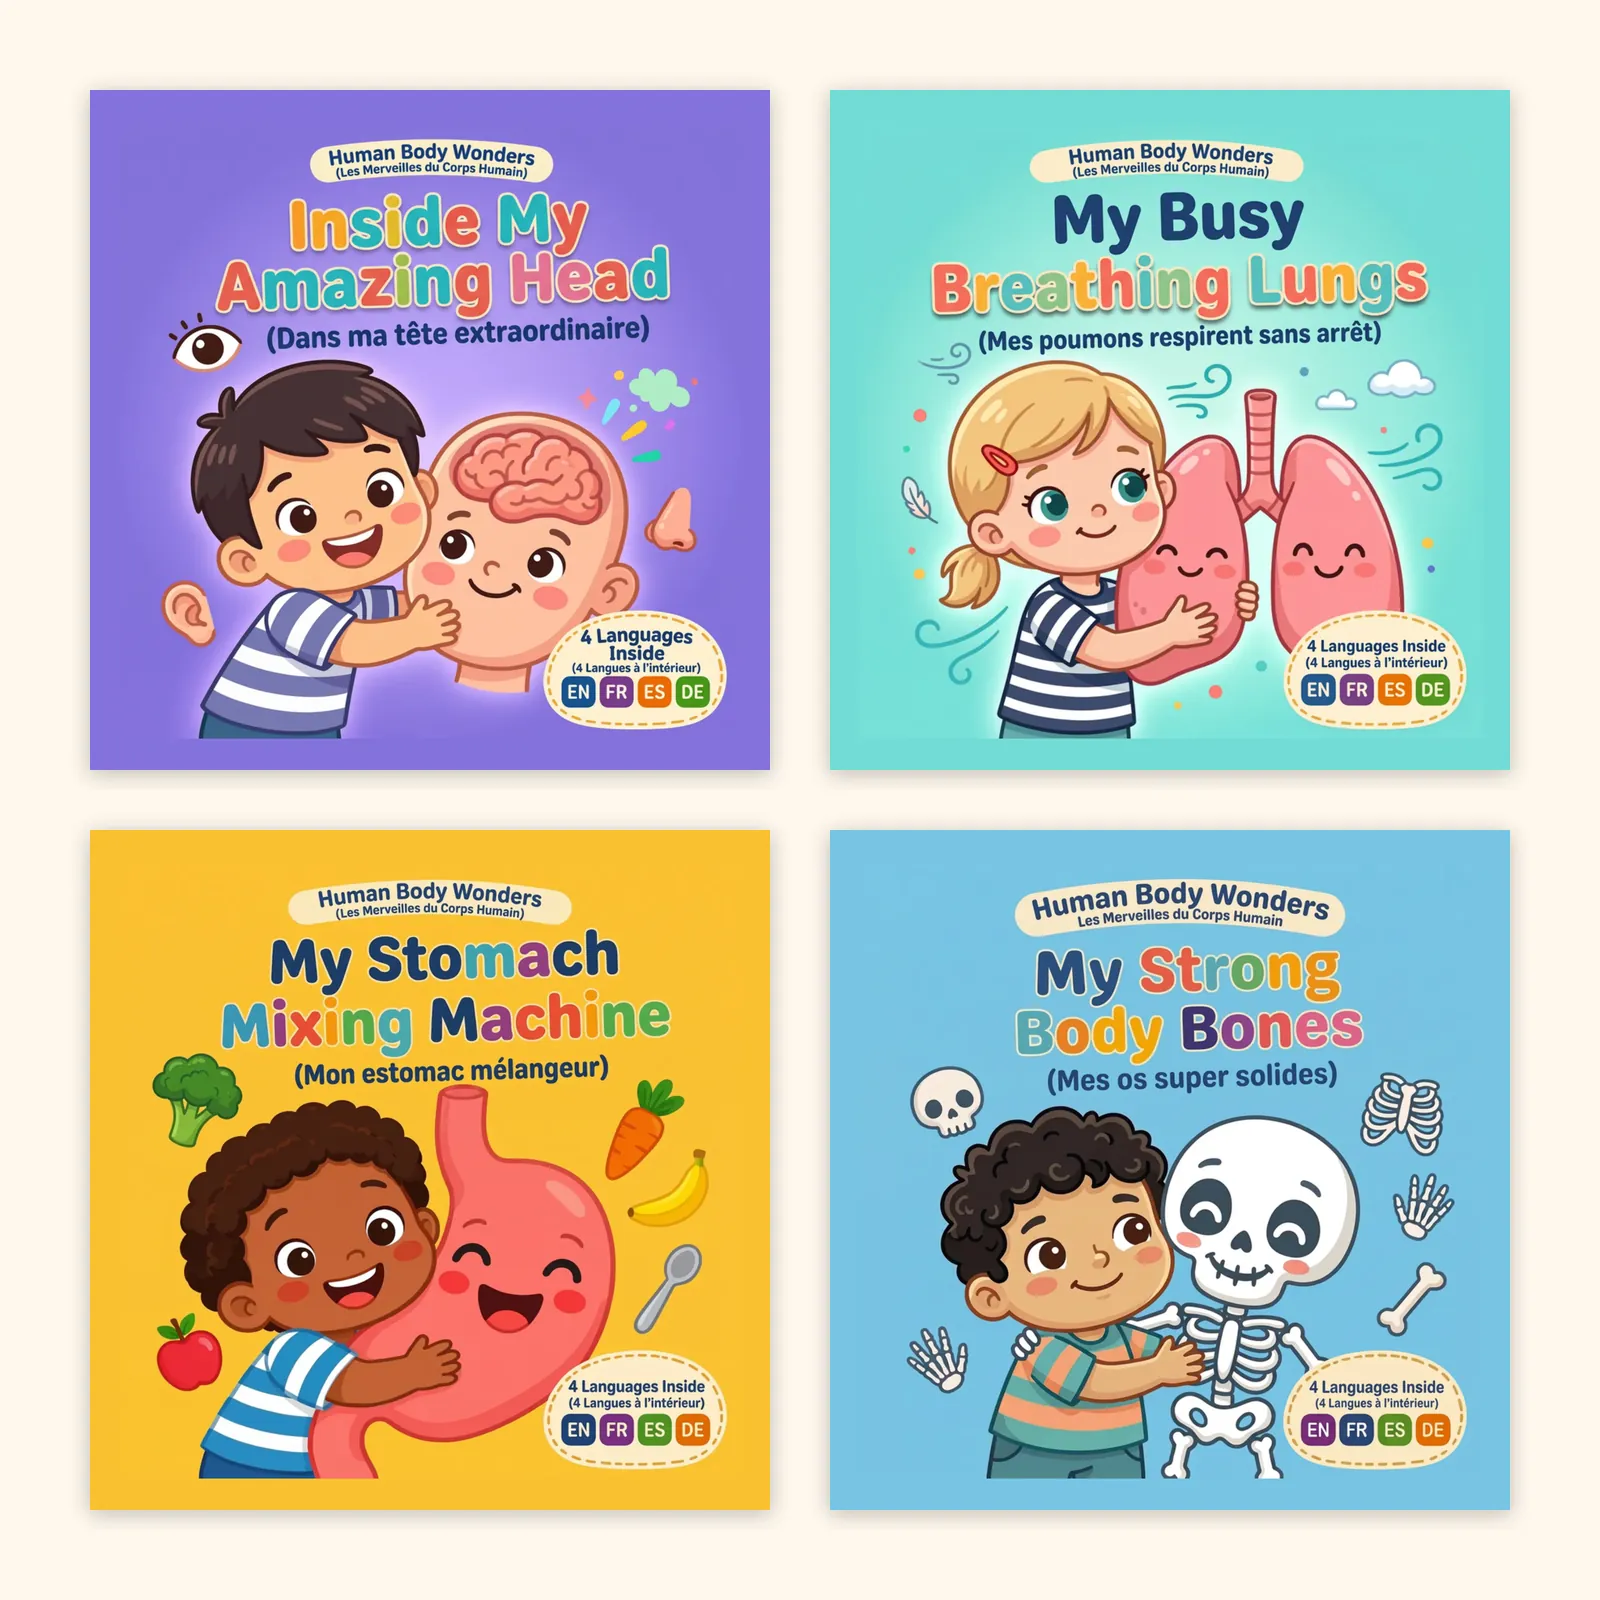 Human Body Wonders
(Les Merveilles du Corps Humain)
Inside My
Amazing Head
(Dans ma tête extraordinaire)
4 Languages
Inside
(4 Langues à l'intérieur)
EN FR ES DE
Human Body Wonders
(Les Merveilles du Corps Humain)
My Busy
Breathing Lungs
(Mes poumons respirent sans arrêt)
4 Languages Inside
(4 Langues à l'intérieur)
EN FR ES DE
Human Body Wonders
(Les Merveilles du Corps Humain)
My Stomach
Mixing Machine
(Mon estomac mélangeur)
4 Languages Inside
(4 Langues à l'intérieur)
EN FR ES DE
Human Body Wonders
Les Merveilles du Corps Humain
My Strong
Body Bones
(Mes os super solides)
4 Languages Inside
(4 Langues à l'intérieur)
EN FR ES DE